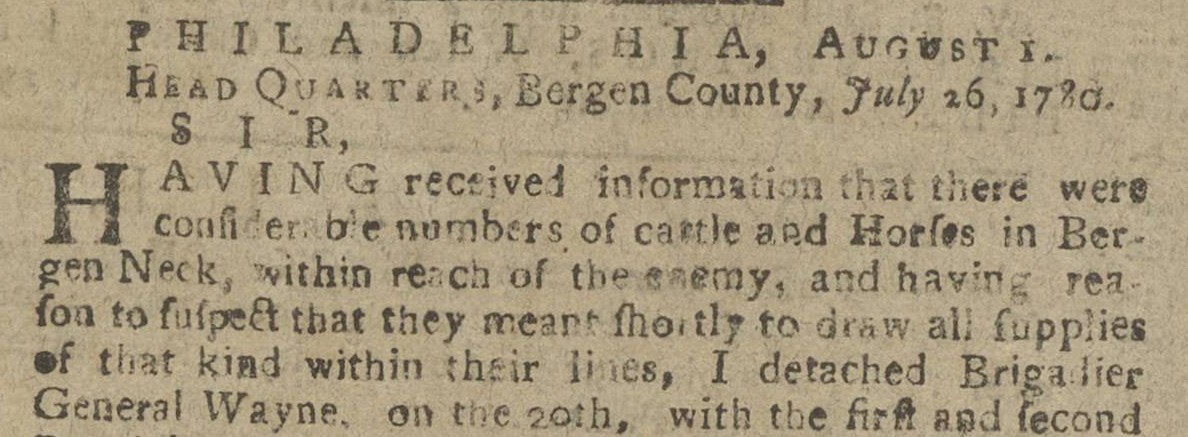 PHILADELPHIA, AUGUST 1.
HEAD QUARTERS, Bergen County, July 26, 1780.
SIR,
HAVING received information that there were
conſiderable numbers of cattle and Horſes in Ber-
gen Neck, within reach of the enemy, and having rea-
ſon to ſuſpect that they meant ſhortly to draw all ſupplies
of that kind within their lines, I detached Brigadier
General Wayne, on the 20th, with the firſt and ſecond